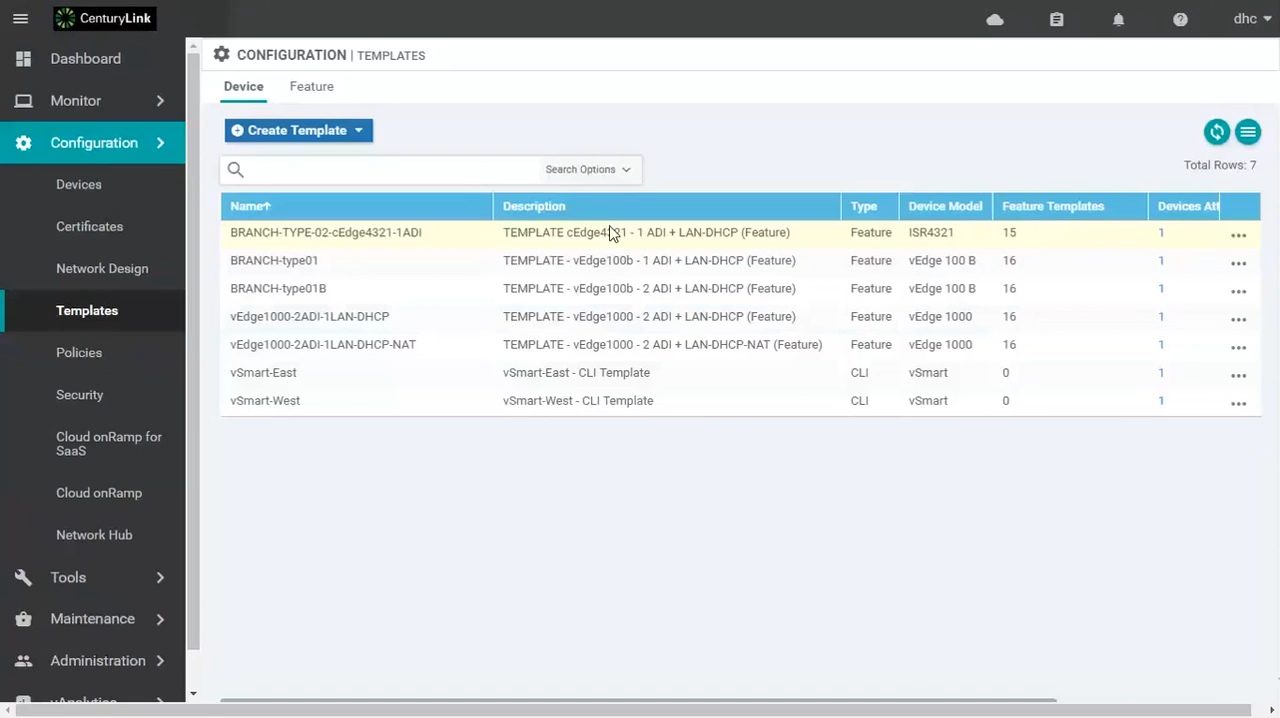 CenturyLink
dhc
Dashboard
Monitor
Configuration
Devices
Certificates
Network Design
Templates
Policies
Security
Cloud onRamp for
SaaS
Cloud onRamp
Network Hub
Tools
Maintenance
Administration
vAnalytics
CONFIGURATION | TEMPLATES
Device Feature
Create Template
Search Options
Total Rows: 7
Name Description Type Device Model Feature Templates Devices Att
BRANCH-TYPE-02-cEdge4321-1ADI TEMPLATE cEdge4321 - 1 ADI + LAN-DHCP (Feature) Feature ISR4321 15 1
BRANCH-type01 TEMPLATE - vEdge100b - 1 ADI + LAN-DHCP (Feature) Feature vEdge 100 B 16 1
BRANCH-type01B TEMPLATE - vEdge100b - 2 ADI + LAN-DHCP (Feature) Feature vEdge 100 B 16 1
vEdge1000-2ADI-1LAN-DHCP TEMPLATE - vEdge1000 - 2 ADI + LAN-DHCP (Feature) Feature vEdge 1000 16 1
vEdge1000-2ADI-1LAN-DHCP-NAT TEMPLATE - vEdge1000 - 2 ADI + LAN-DHCP-NAT (Feature) Feature vEdge 1000 16 1
vSmart-East vSmart-East - CLI Template CLI vSmart 0 1
vSmart-West vSmart-West - CLI Template CLI vSmart 0 1